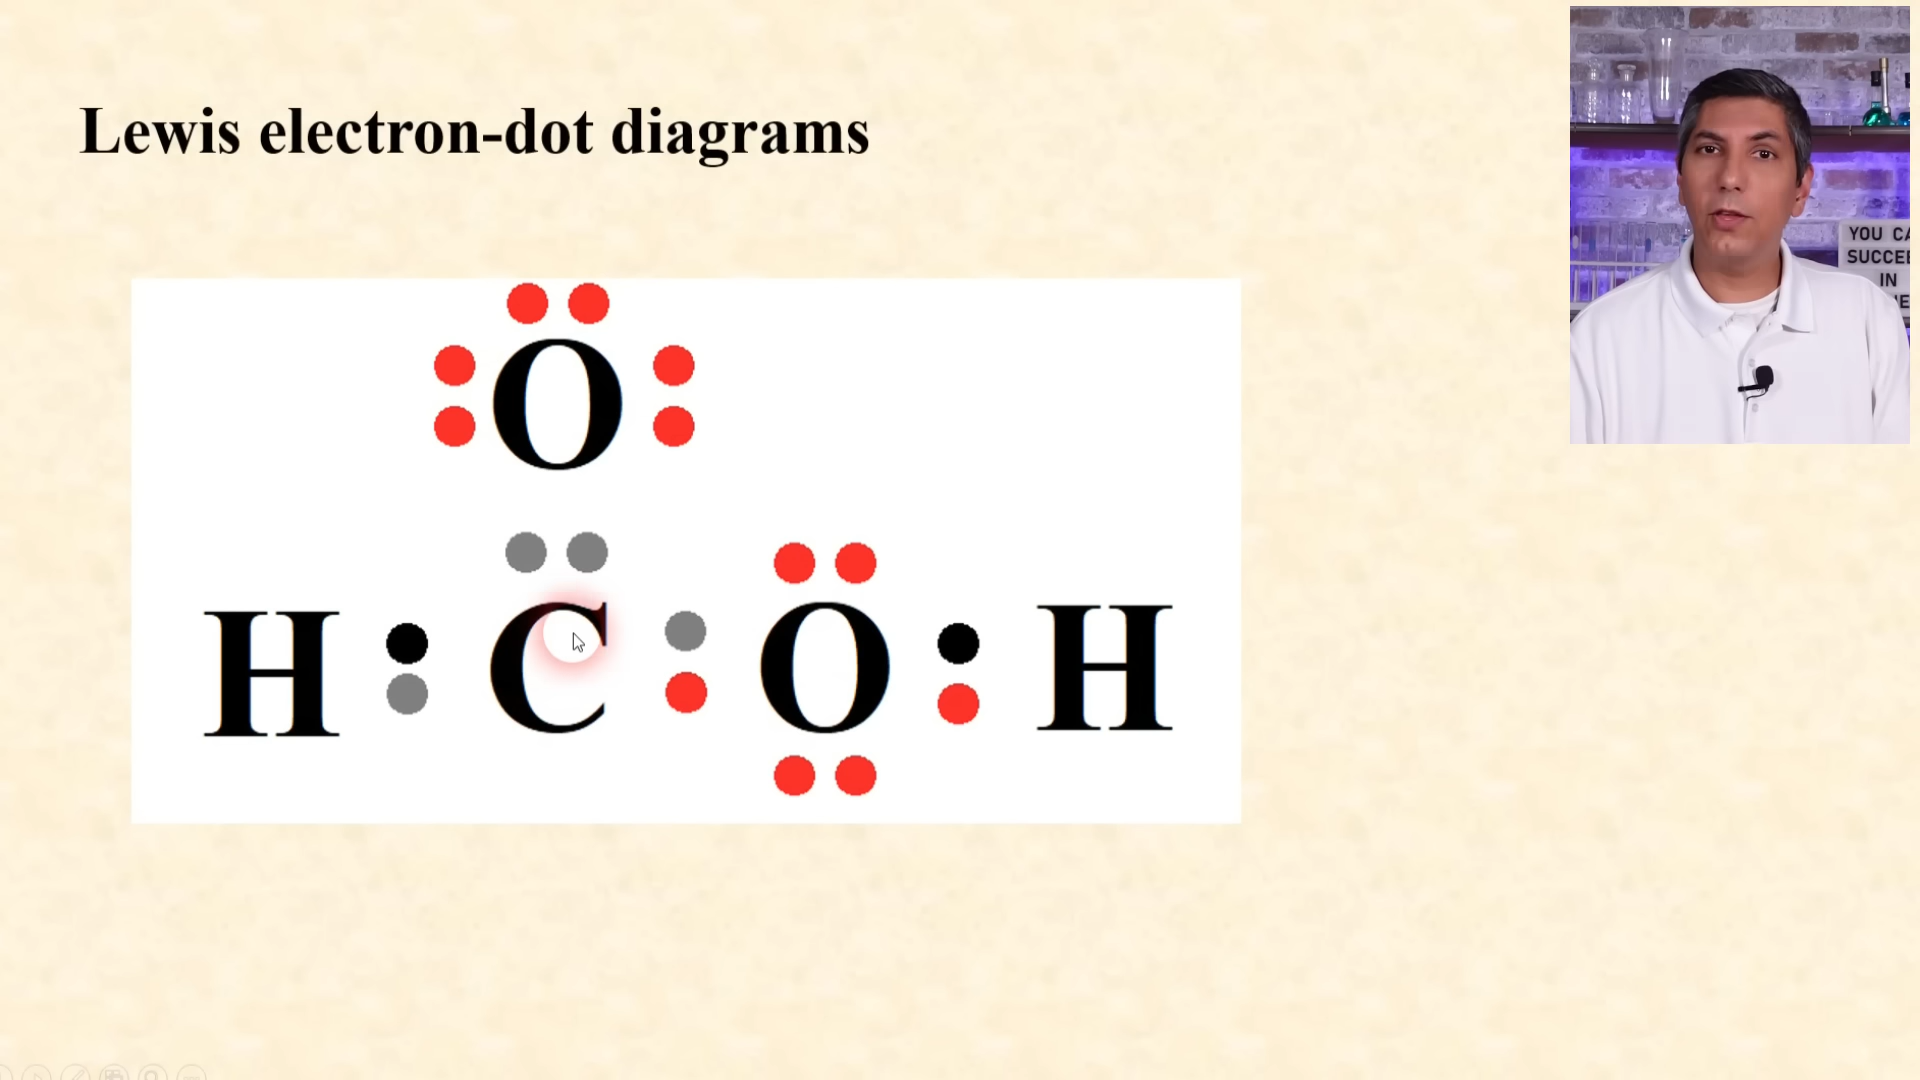 Lewis electron-dot diagrams
O
H C O H
YOU CA
SUCCEE
IN